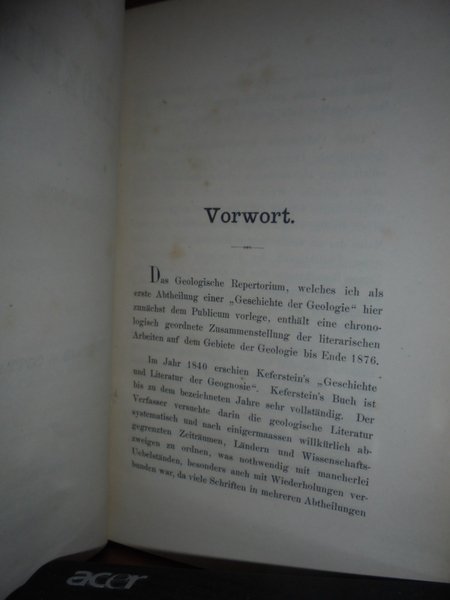 Vorwort.
Das Geologische Repertorium, welches ich als
erste Abtheilung einer „Geschichte der Geologie“ hier
zunächst dem Publicum vorlege, enthält eine chrono-
logisch geordnete Zusammenstellung der literarischen
Arbeiten auf dem Gebiete der Geologie bis Ende 1876.
Im Jahr 1840 erschien Keferstein's „Geschichte
und Literatur der Geognosie“. Keferstein's Buch ist
bis zu dem bezeichneten Jahre sehr vollständig. Der
Verfasser versuchte darin die geologische Literatur
systematisch und nach einigermaassen willkürlich ab-
gegrenzten Zeiträumen, Ländern und Wissenschafts-
zweigen zu ordnen, was nothwendig mit mancherlei
Uebelständen, besonders auch mit Wiederholungen ver-
bunden war, da viele Schriften in mehreren Abtheilungen
acer